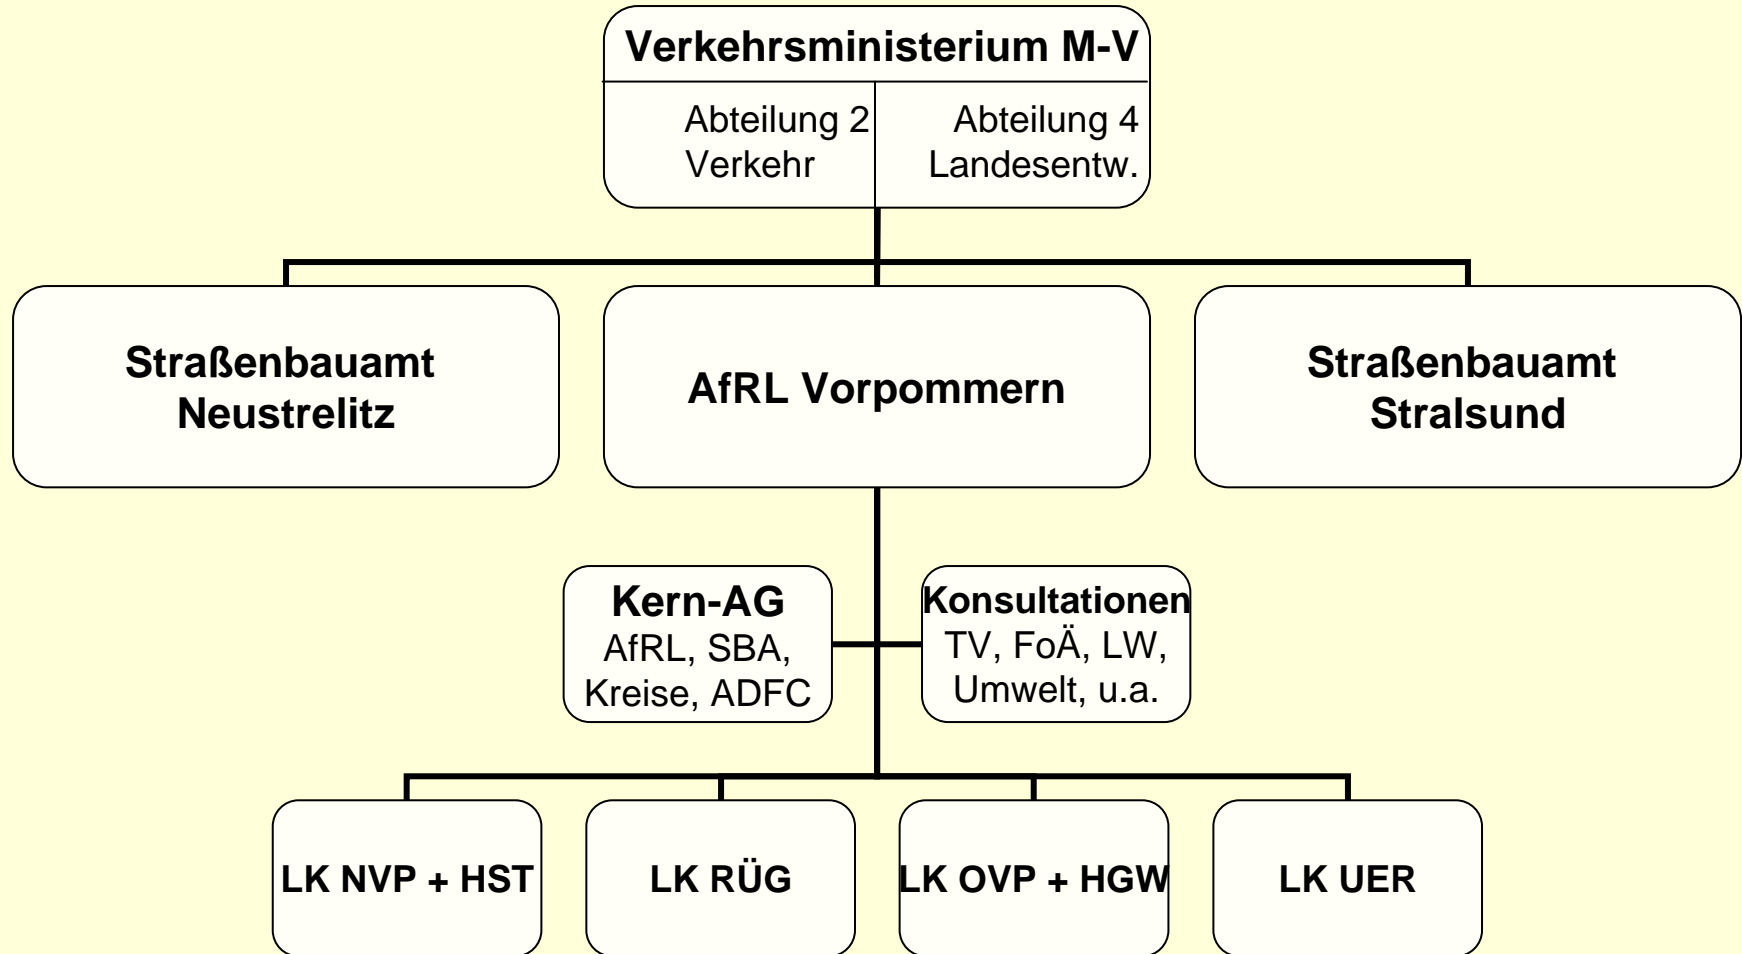 Verkehrsministerium M-V
Abteilung 2
Verkehr
Abteilung 4
Landesentw.
Straßenbauamt
Neustrelitz
AfRL Vorpommern
Straßenbauamt
Stralsund
Kern-AG
AfRL, SBA,
Kreise, ADFC
Konsultationen
TV, FoÄ, LW,
Umwelt, u.a.
LK NVP + HST
LK RÜG
LK OVP + HGW
LK UER